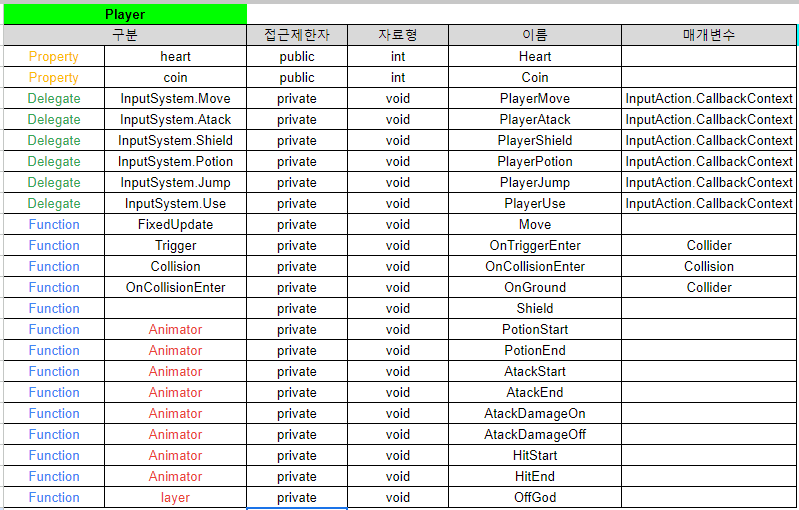 Player
구분 접근제한자 자료형 이름 매개변수
Property heart public int Heart
Property coin public int Coin
Delegate InputSystem.Move private void PlayerMove InputAction.CallbackContext
Delegate InputSystem.Atack private void PlayerAtack InputAction.CallbackContext
Delegate InputSystem.Shield private void PlayerShield InputAction.CallbackContext
Delegate InputSystem.Potion private void PlayerPotion InputAction.CallbackContext
Delegate InputSystem.Jump private void PlayerJump InputAction.CallbackContext
Delegate InputSystem.Use private void PlayerUse InputAction.CallbackContext
Function FixedUpdate private void Move
Function Trigger private void OnTriggerEnter Collider
Function Collision private void OnCollisionEnter Collision
Function OnCollisionEnter private void OnGround Collider
Function private void Shield
Function Animator private void PotionStart
Function Animator private void PotionEnd
Function Animator private void AtackStart
Function Animator private void AtackEnd
Function Animator private void AtackDamageOn
Function Animator private void AtackDamageOff
Function Animator private void HitStart
Function Animator private void HitEnd
Function layer private void OffGod